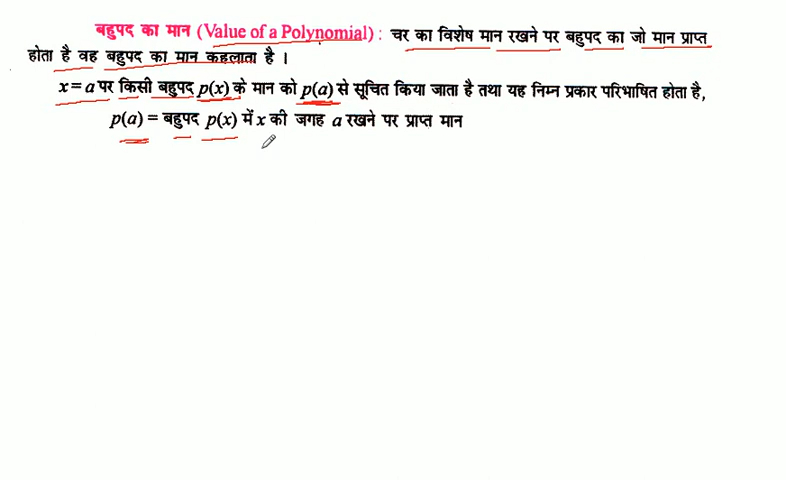 बहुपद का मान (Value of a Polynomial) : चर का विशेष मान रखने पर बहुपद का जो मान प्राप्त
होता है वह बहुपद का मान कहलाता है ।
x = a पर किसी बहुपद p(x) के मान को p(a) से सूचित किया जाता है तथा यह निम्न प्रकार परिभाषित होता है,
p(a) = बहुपद p(x) में x की जगह a रखने पर प्राप्त मान